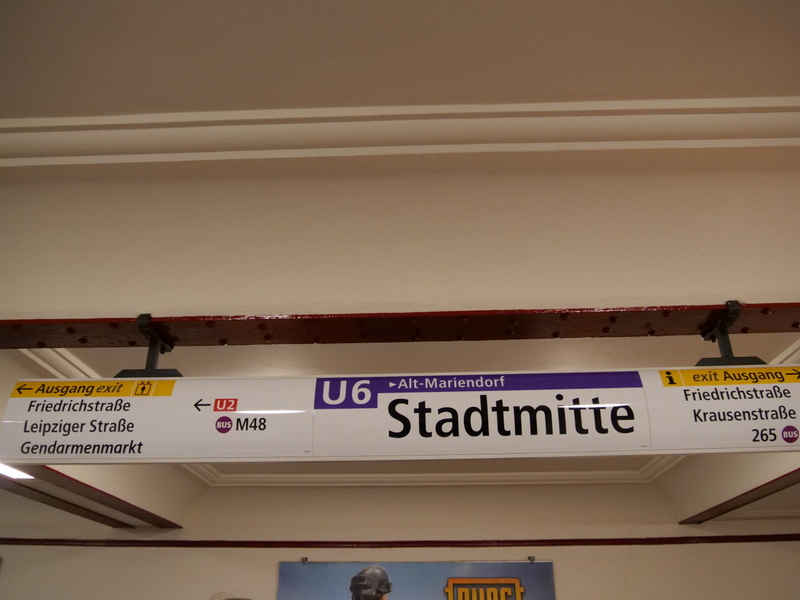 ← Ausgang exit
Friedrichstraße
Leipziger Straße
Gendarmenmarkt
← U2
BUS M48
U6
▸Alt-Mariendorf
Stadtmitte
i exit Ausgang →
Friedrichstraße
Krausenstraße
265 BUS